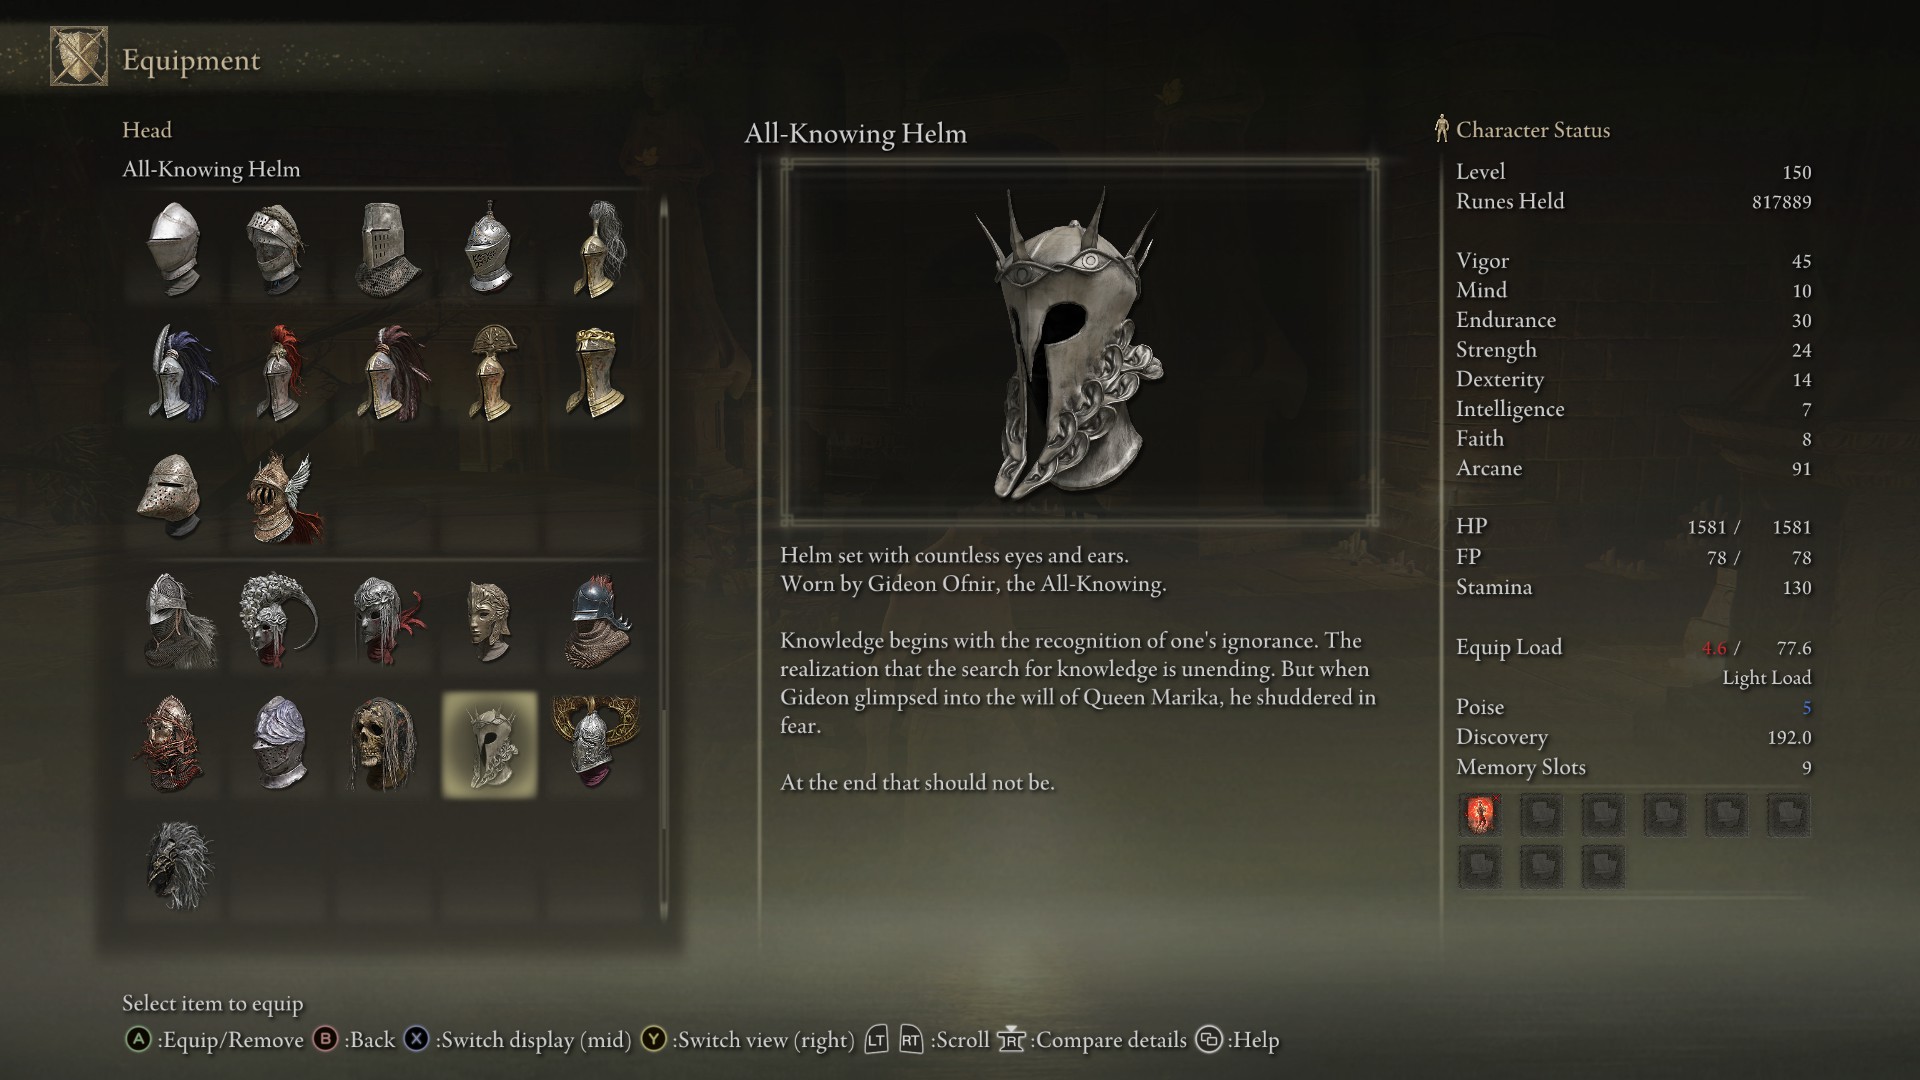 Equipment
Head
All-Knowing Helm
All-Knowing Helm
Helm set with countless eyes and ears.
Worn by Gideon Ofnir, the All-Knowing.
Knowledge begins with the recognition of one's ignorance. The
realization that the search for knowledge is unending. But when
Gideon glimpsed into the will of Queen Marika, he shuddered in
fear.
At the end that should not be.
Character Status
Level 150
Runes Held 817889
Vigor 45
Mind 10
Endurance 30
Strength 24
Dexterity 14
Intelligence 7
Faith 8
Arcane 91
HP 1581 / 1581
FP 78 / 78
Stamina 130
Equip Load 4.6 / 77.6
Light Load
Poise 5
Discovery 192.0
Memory Slots 9
Select item to equip
A :Equip/Remove B :Back X :Switch display (mid) Y :Switch view (right) LT RT :Scroll R :Compare details :Help